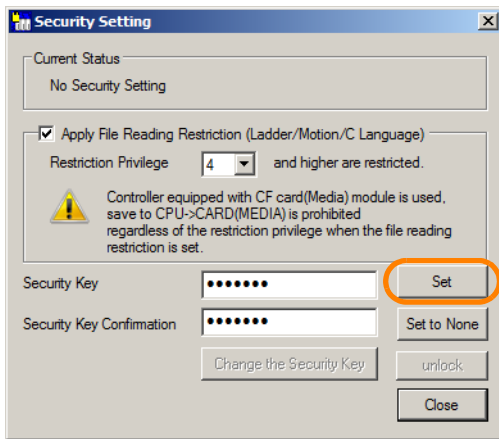 Security Setting
Current Status
No Security Setting
Apply File Reading Restriction (Ladder/Motion/C Language)
Restriction Privilege 4 and higher are restricted.
Controller equipped with CF card(Media) module is used,
save to CPU->CARD(MEDIA) is prohibited
regardless of the restriction privilege when the file reading
restriction is set.
Security Key ●●●●●●● Set
Security Key Confirmation ●●●●●●● Set to None
Change the Security Key unlock
Close